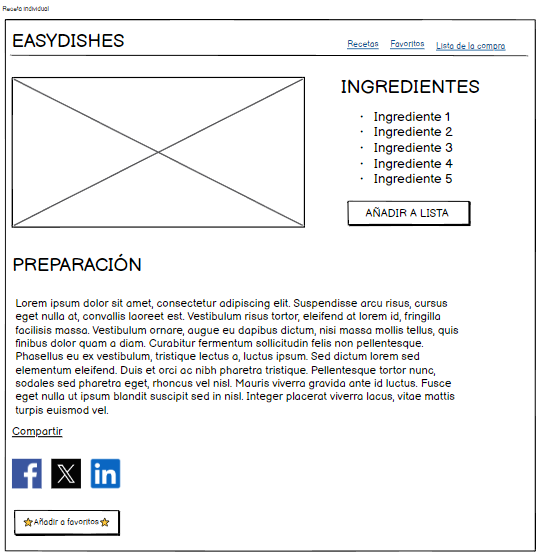 Receta Individual
EASYDISHES
Recetas Favoritos Lista de la compra
INGREDIENTES
· Ingrediente 1
· Ingrediente 2
· Ingrediente 3
· Ingrediente 4
· Ingrediente 5
AÑADIR A LISTA
PREPARACIÓN
Lorem ipsum dolor sit amet, consectetur adipiscing elit. Suspendisse arcu risus, cursus
eget nulla at, convallis laoreet est. Vestibulum risus tortor, eleifend at lorem id, fringilla
facilisis massa. Vestibulum ornare, augue eu dapibus dictum, nisi massa mollis tellus, quis
finibus dolor quam a diam. Curabitur fermentum sollicitudin felis non pellentesque.
Phasellus eu ex vestibulum, tristique lectus a, luctus ipsum. Sed dictum lorem sed
elementum eleifend. Duis et orci ac nibh pharetra tristique. Pellentesque tortor nunc,
sodales sed pharetra eget, rhoncus vel nisl. Mauris viverra gravida ante id luctus. Fusce
eget nulla ut ipsum blandit suscipit sed in nisl. Integer placerat viverra lacus, vitae mattis
turpis euismod vel.
Compartir
f X in
Añadir a favoritos